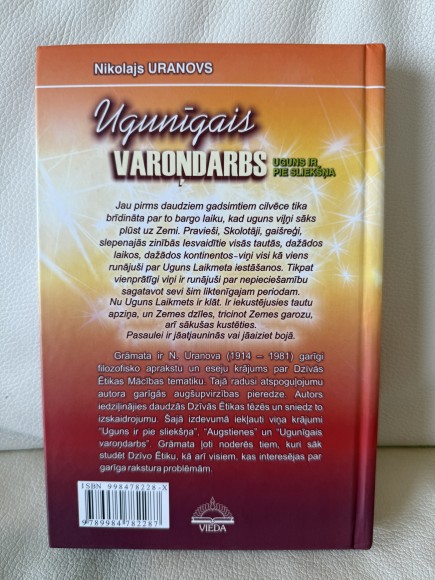 Nikolajs URANOVS
Ugunīgais
VAROŅDARBS
UGUNS IR
PIE SLIEKŠŅA
Jau pirms daudziem gadsimtiem cilvēce tika
brīdināta par to bargo laiku, kad uguns viļņi sāks
plūst uz Zemi. Pravieši, Skolotāji, gaišreģi,
slepenajās zinībās Iesvaidītie visās tautās, dažādos
laikos, dažādos kontinentos-viņi visi kā viens
runājuši par Uguns Laikmeta iestāšanos. Tikpat
vienprātīgi viņi ir runājuši par nepieciešamību
sagatavot sevi šim liktenīgajam periodam.
Nu Uguns Laikmets ir klāt. Ir iekustējusies tautu
apziņa, un Zemes dzīles, tricinot Zemes garozu,
arī sākušas kustēties.
Pasaulei ir jāatjauninās vai jāaiziet bojā.
Grāmata ir N. Uranova (1914 – 1981) garīgi
filozofisko aprakstu un eseju krājums par Dzīvās
Ētikas Mācības tematiku. Tajā radusi atspoguļojumu
autora garīgās augšupvirzības pieredze. Autors
iedziļinājies daudzās Dzīvās Ētikas tēzēs un sniedz to
izskaidrojumu. Šajā izdevumā iekļauti viņa krājumi
"Uguns ir pie sliekšņa", "Augstienes" un "Ugunīgais
varoņdarbs". Grāmata ļoti noderēs tiem, kuri sāk
studēt Dzīvo Ētiku, kā arī visiem, kas interesējas par
garīga rakstura problēmām.
ISBN 998478228-X
9789984782287
VIEDA